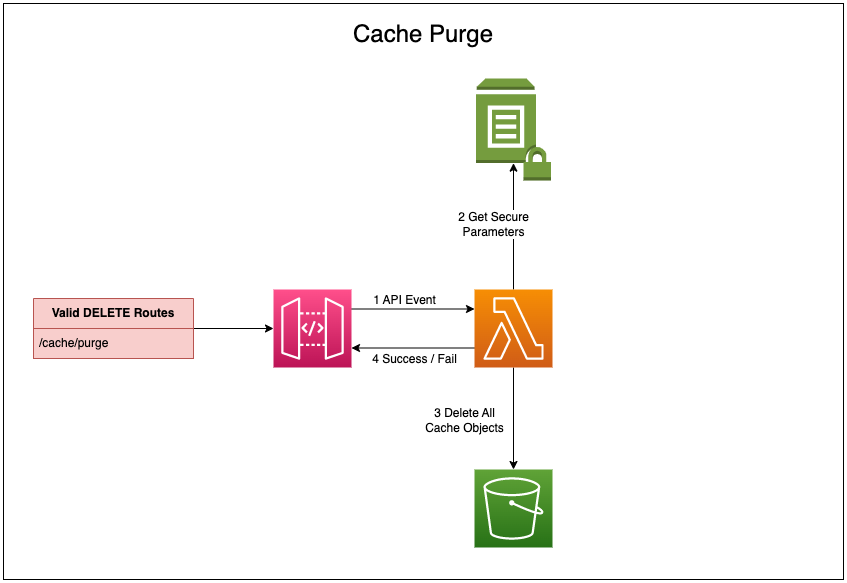 Cache Purge
2 Get Secure
Parameters
Valid DELETE Routes
/cache/purge
1 API Event
</>
4 Success / Fail
3 Delete All
Cache Objects